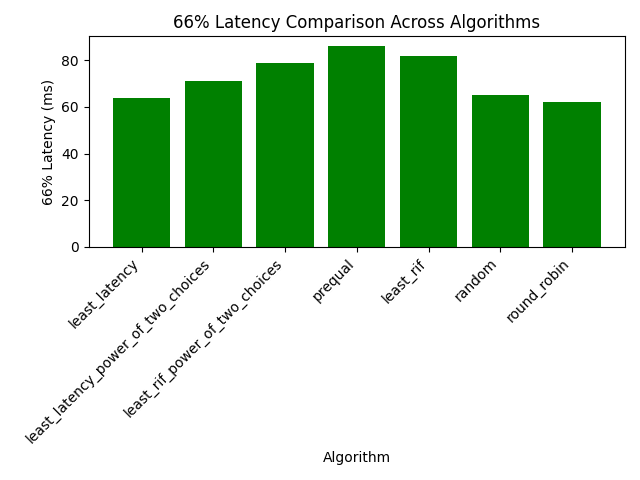 66% Latency Comparison Across Algorithms
66% Latency (ms)
80
60
40
20
0
least_latency
least_latency_power_of_two_choices
least_rif_power_of_two_choices
prequal
least_rif
random
round_robin
Algorithm